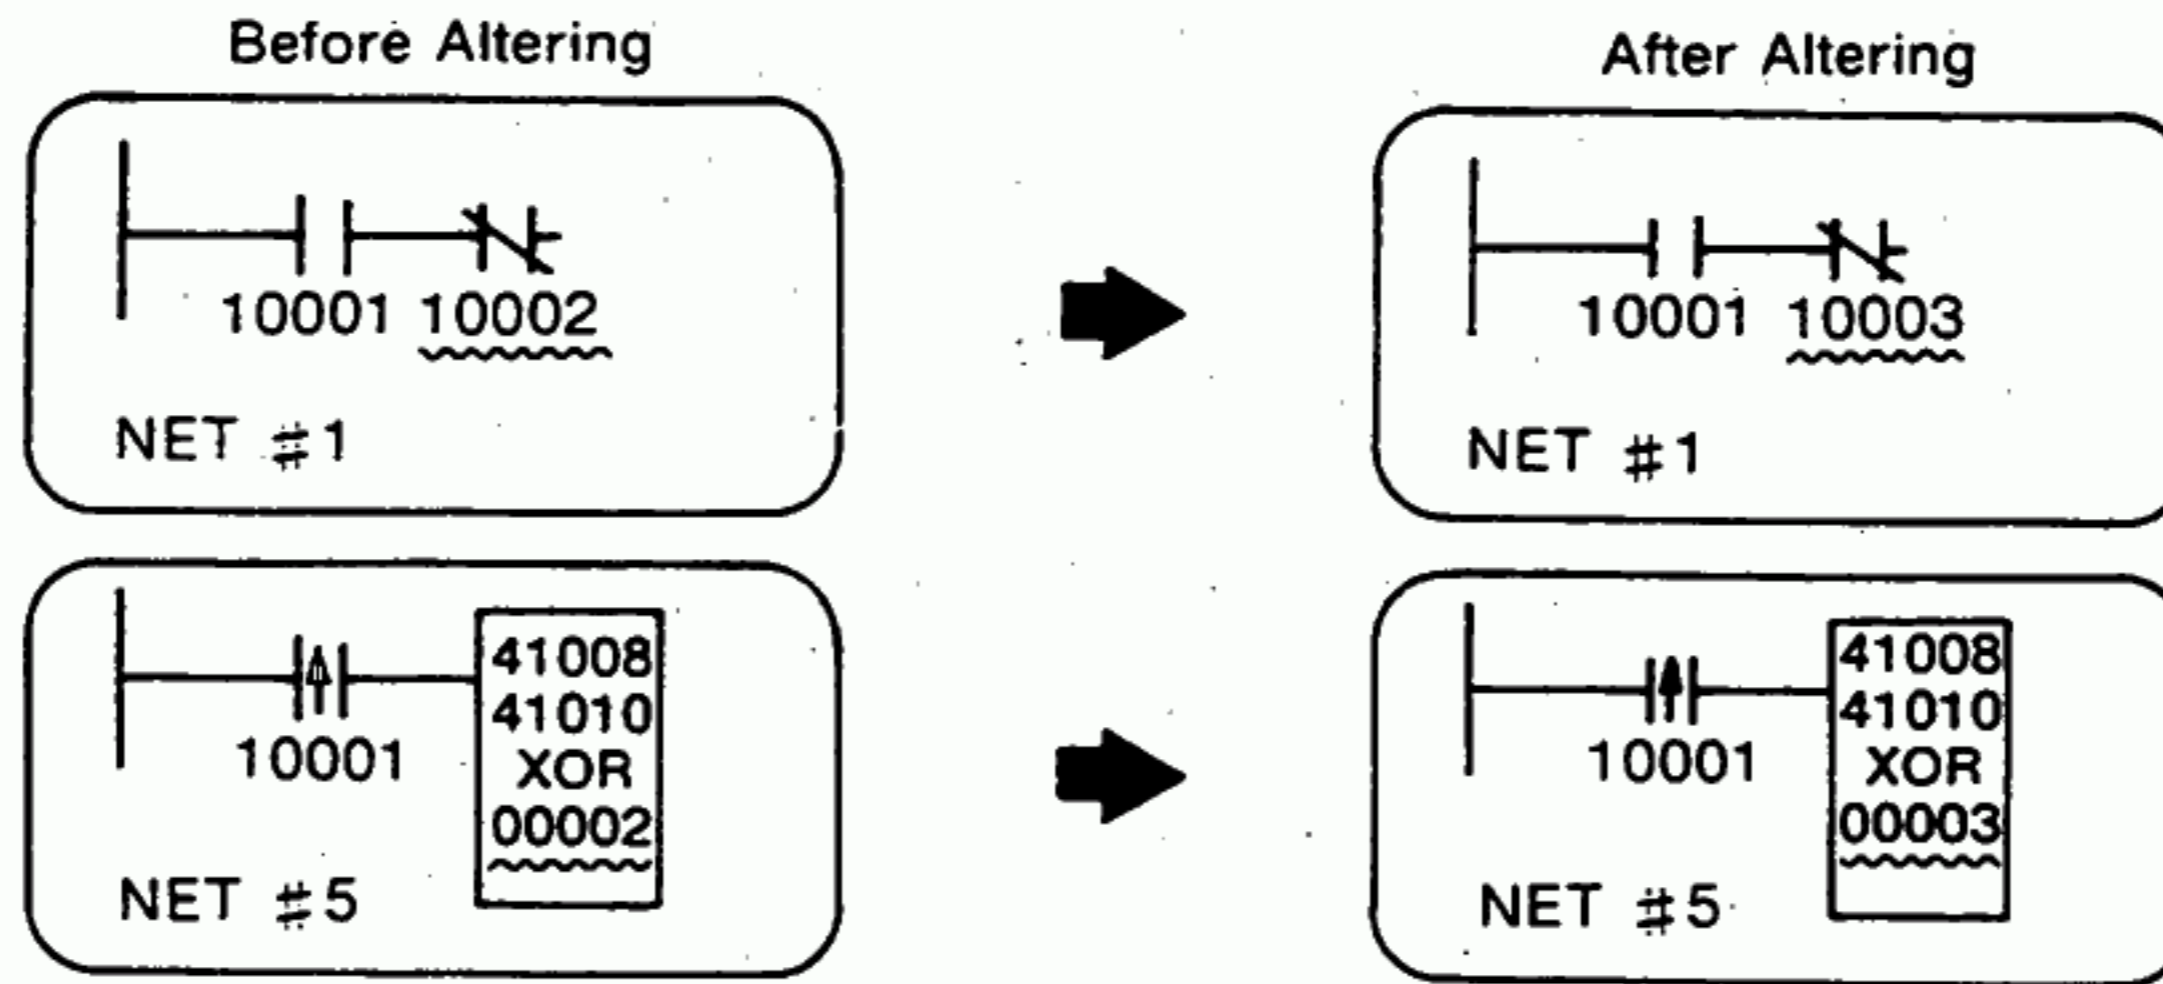 Before Altering
10001 10002
NET #1
41008
41010
10001 XOR
00002
NET #5
After Altering
10001 10003
NET #1
41008
41010
10001 XOR
00003
NET #5